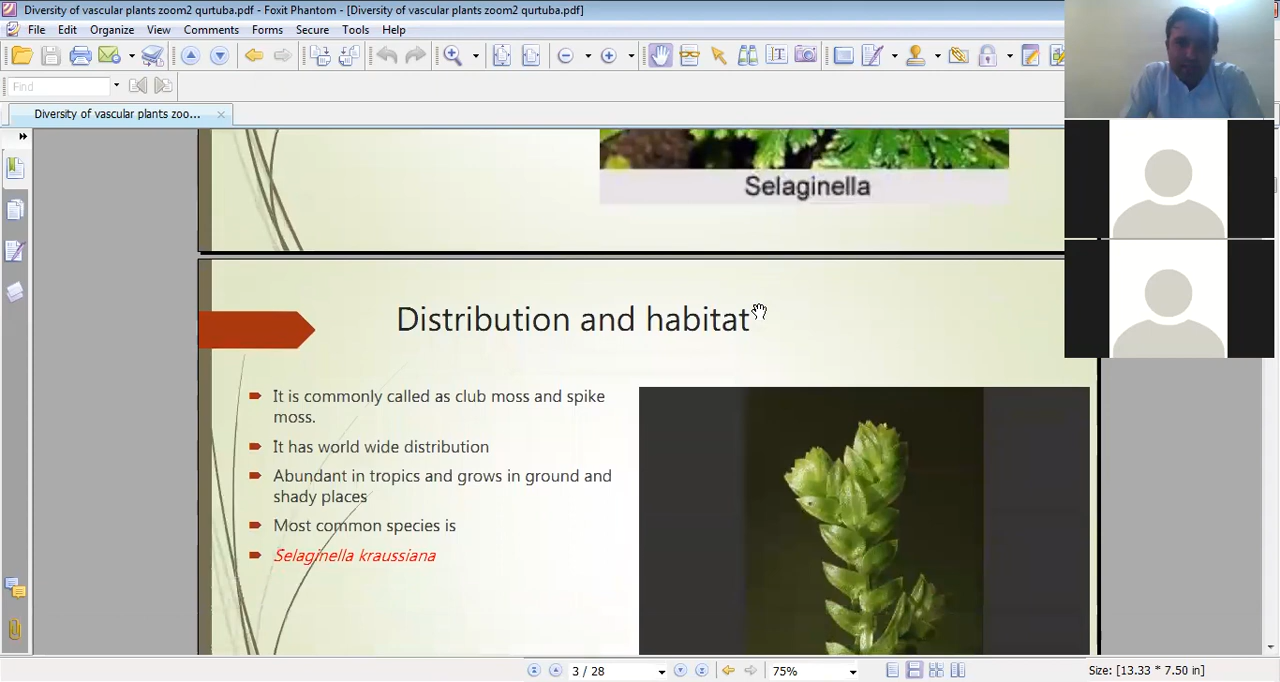 Diversity of vascular plants zoom2 qurtuba.pdf - Foxit Phantom - [Diversity of vascular plants zoom2 qurtuba.pdf]
File Edit Organize View Comments Forms Secure Tools Help
Find
Diversity of vascular plants zoo...
Selaginella
Distribution and habitat
It is commonly called as club moss and spike
moss.
It has world wide distribution
Abundant in tropics and grows in ground and
shady places
Most common species is
Selaginella kraussiana
3 / 28
75%
Size: [13.33 * 7.50 in]